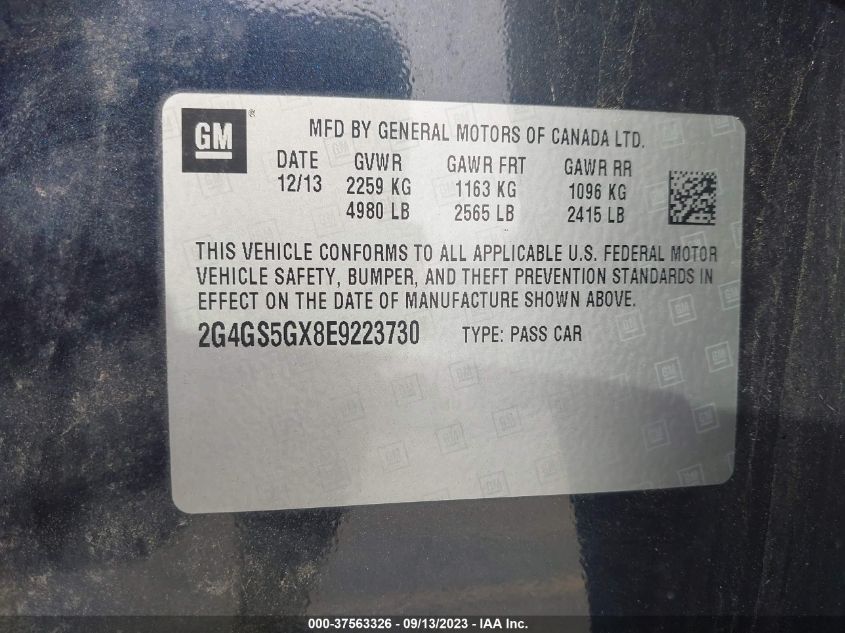 GM ®
MFD BY GENERAL MOTORS OF CANADA LTD.
DATE GVWR GAWR FRT GAWR RR
12/13 2259 KG 1163 KG 1096 KG
4980 LB 2565 LB 2415 LB
THIS VEHICLE CONFORMS TO ALL APPLICABLE U.S. FEDERAL MOTOR
VEHICLE SAFETY, BUMPER, AND THEFT PREVENTION STANDARDS IN
EFFECT ON THE DATE OF MANUFACTURE SHOWN ABOVE.
2G4GS5GX8E9223730 TYPE: PASS CAR
000-37563326 - 09/13/2023 - IAA Inc.